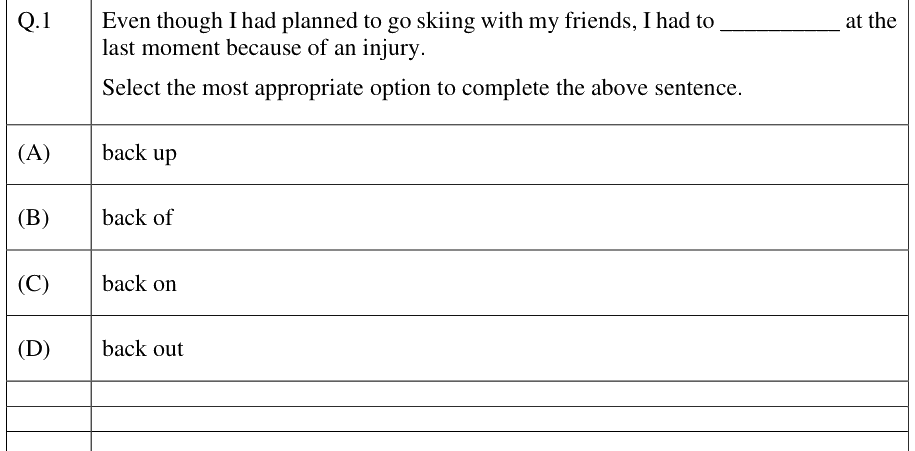 Q.1 Even though I had planned to go skiing with my friends, I had to __________ at the
last moment because of an injury.
Select the most appropriate option to complete the above sentence.
(A) back up
(B) back of
(C) back on
(D) back out